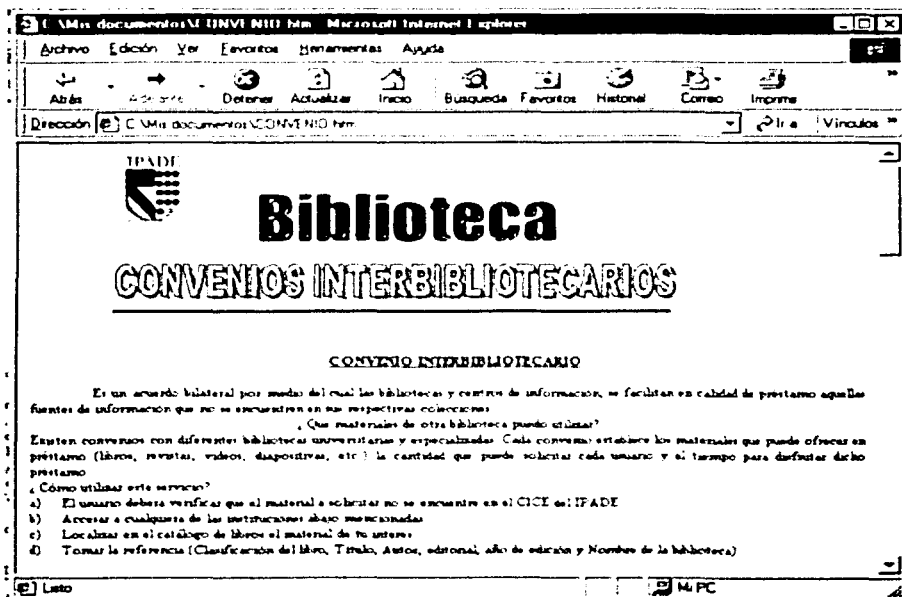 C:\Mis documentos\CONVENIO.htm - Microsoft Internet Explorer
Archivo Edición Ver Favoritos Herramientas Ayuda
Atrás Adelante Detener Actualizar Inicio Búsqueda Favoritos Historial Correo Imprimir
Dirección C:\Mis documentos\CONVENIO.htm Ir a Vínculos
IPADE
Biblioteca
CONVENIOS INTERBIBLIOTECARIOS
CONVENIO INTERBIBLIOTECARIO
Es un acuerdo bilateral por medio del cual las bibliotecas y centros de información, se facilitan en calidad de prestamo aquellas
fuentes de información que no se encuentren en sus respectivas colecciones
¿Que materiales de otra biblioteca puedo utilizar?
Existen convenios con diferentes bibliotecas universitarias y especializadas. Cada convenio establece los materiales que puede ofrecer en
préstamo (libros, revistas, videos, diapositivas, etc.) la cantidad que puede solicitar cada usuario y el tiempo para disfrutar dicho
préstamo
¿Cómo utilizar este servicio?
a) El usuario debera verificar que el material a solicitar no se encuentre en el CICE del IPADE
b) Accesar a cualquiera de las instituciones abajo mencionadas
c) Localizar en el catálogo de libros el material de tu interes
d) Tomar la referencia (Clasificación del libro, Titulo, Autor, editorial, año de edición y Nombre de la biblioteca)
Listo Mi PC